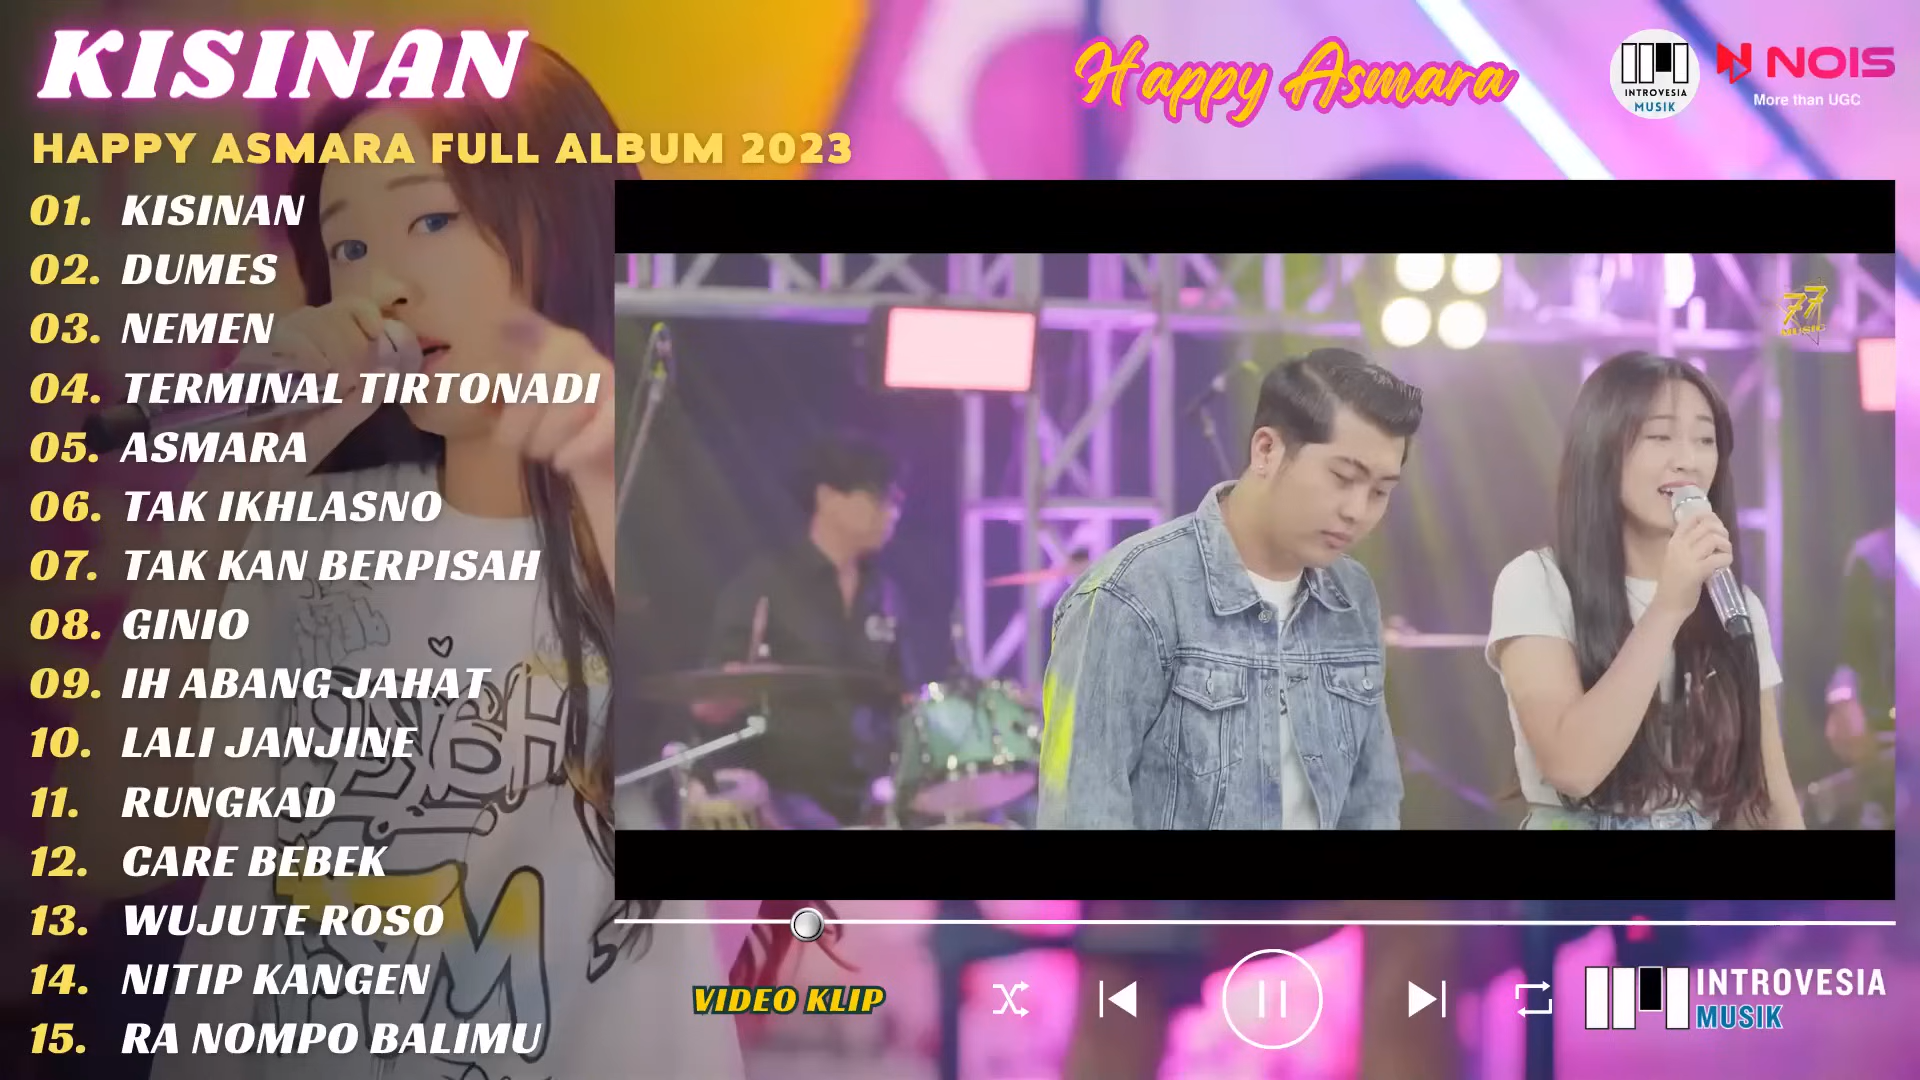 KISINAN
Happy Asmara
INTROVESIA
MUSIK
NOIS
More than UGC
HAPPY ASMARA FULL ALBUM 2023
01. KISINAN
02. DUMES
03. NEMEN
04. TERMINAL TIRTONADI
05. ASMARA
06. TAK IKHLASNO
07. TAK KAN BERPISAH
08. GINIO
09. IH ABANG JAHAT
10. LALI JANJINE
11. RUNGKAD
12. CARE BEBEK
13. WUJUTE ROSO
14. NITIP KANGEN
15. RA NOMPO BALIMU
77
MUSIC
VIDEO KLIP
INTROVESIA
MUSIK